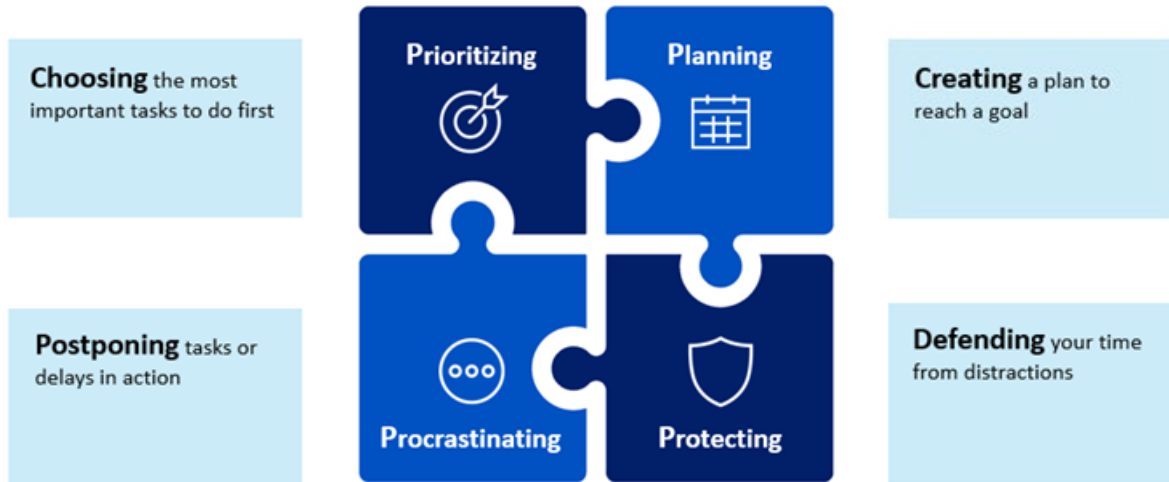 Prioritizing
Planning
Choosing the most
important tasks to do first
Creating a plan to
reach a goal
Postponing tasks or
delays in action
Defending your time
from distractions
Procrastinating
Protecting